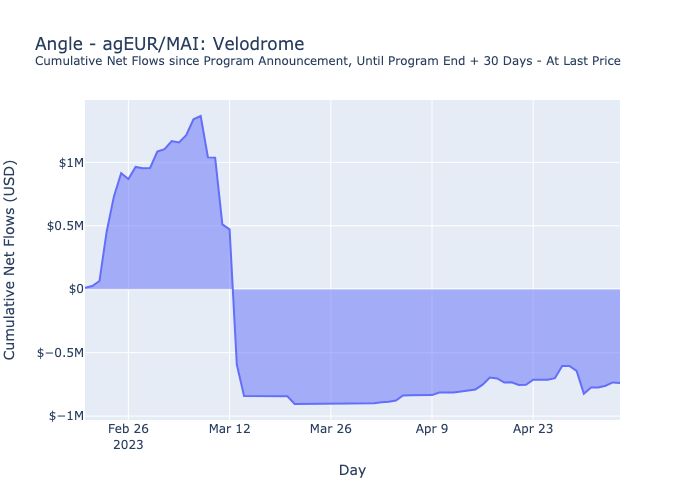 Angle - agEUR/MAI: Velodrome
Cumulative Net Flows since Program Announcement, Until Program End + 30 Days - At Last Price
Cumulative Net Flows (USD)
$1M
$0.5M
$0
$−0.5M
$−1M
Feb 26
2023
Mar 12
Mar 26
Apr 9
Apr 23
Day